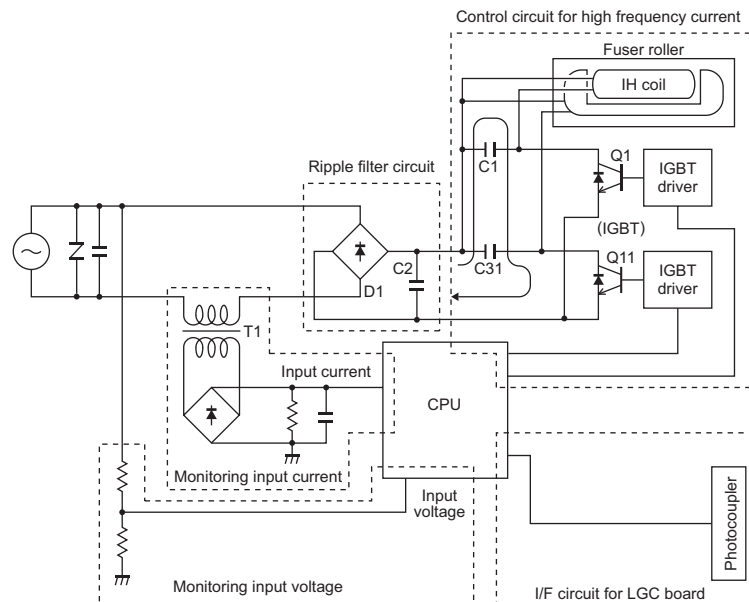 Control circuit for high frequency current
Fuser roller
IH coil
Ripple filter circuit
C1
Q1
IGBT
driver
(IGBT)
C2
C31
Q11
IGBT
driver
D1
T1
Input current
CPU
Monitoring input current
Input
voltage
Photocoupler
Monitoring input voltage
I/F circuit for LGC board